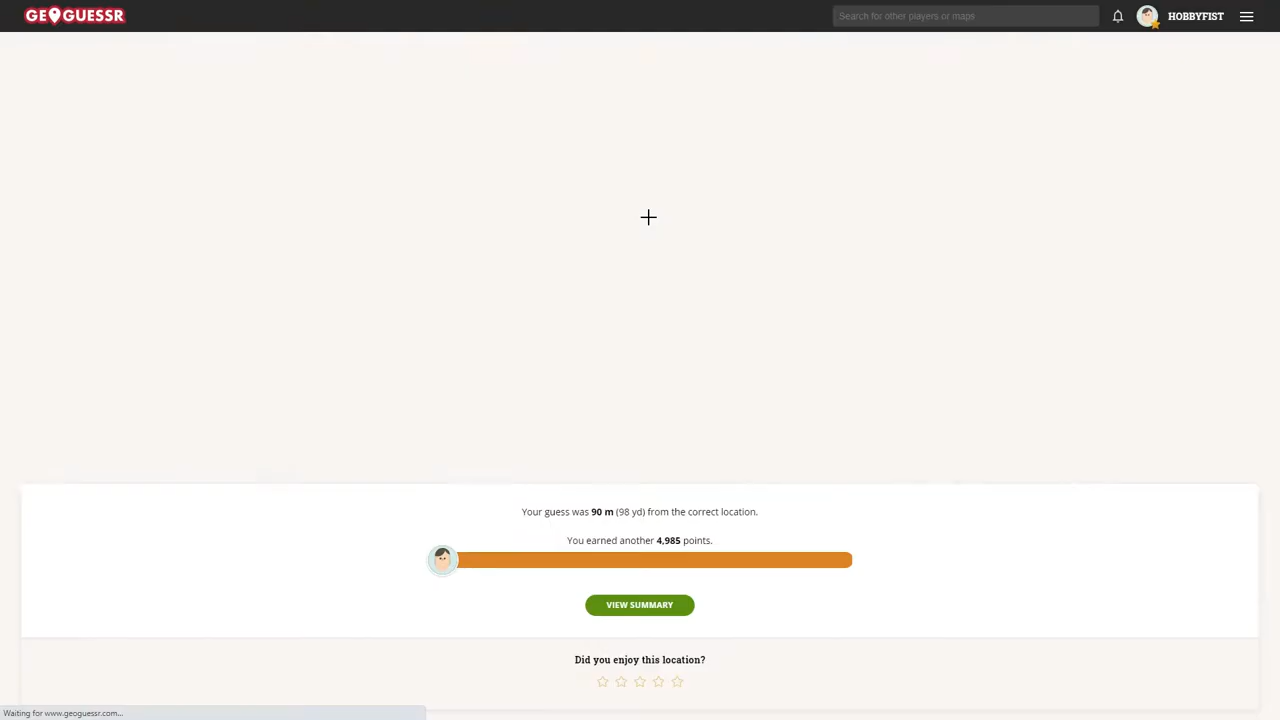 GEOGUESSR
Search for other players or maps
HOBBYFIST
Your guess was 90 m (98 yd) from the correct location.
You earned another 4,985 points.
VIEW SUMMARY
Did you enjoy this location?
Waiting for www.geoguessr.com...